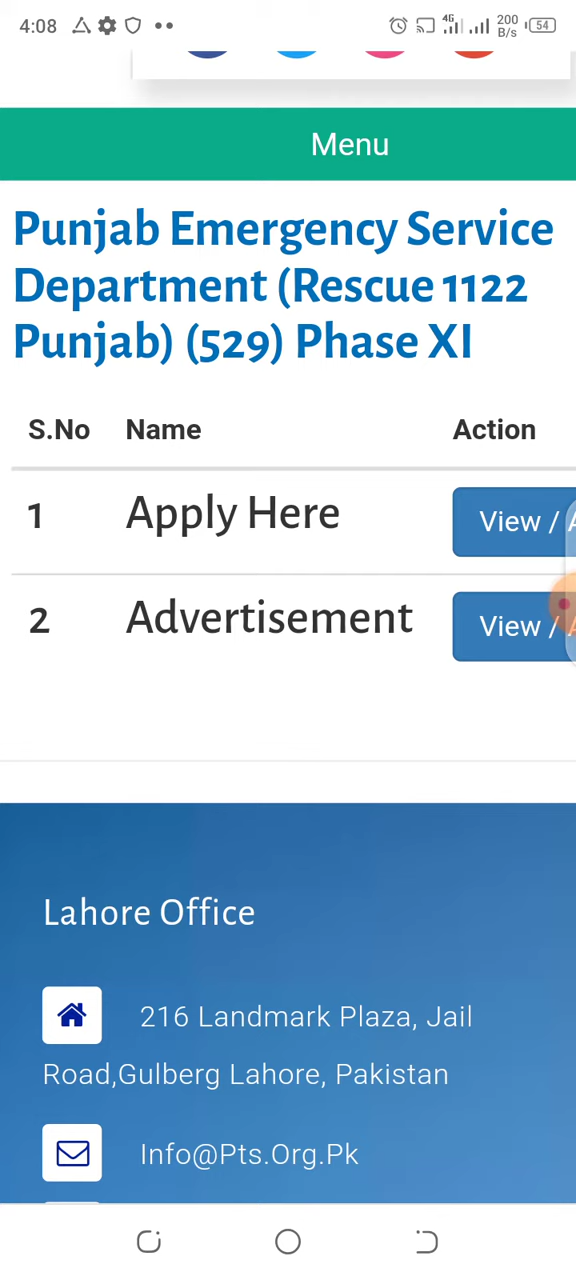 4:08 4G 200 B/s 54
Menu
Punjab Emergency Service
Department (Rescue 1122
Punjab) (529) Phase XI
S.No Name Action
1 Apply Here View /
2 Advertisement View /
Lahore Office
216 Landmark Plaza, Jail
Road,Gulberg Lahore, Pakistan
Info@Pts.Org.Pk